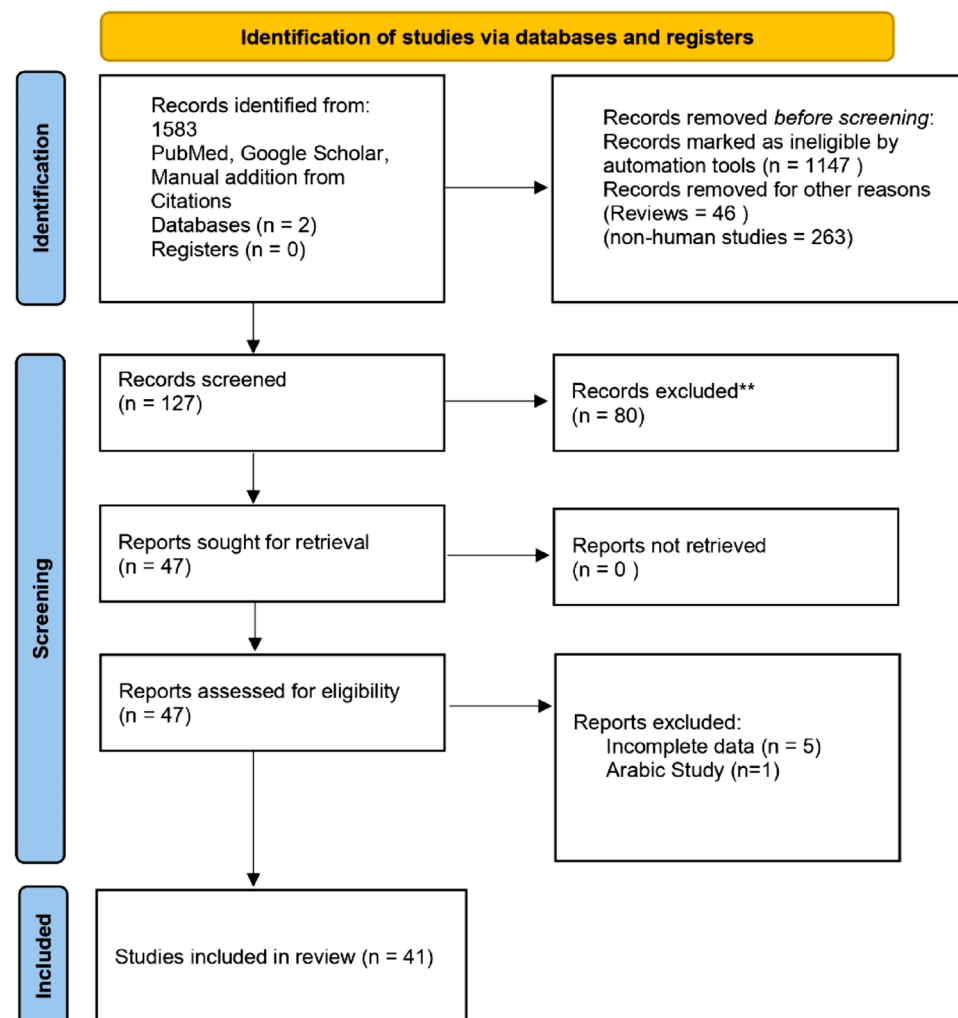 Identification of studies via databases and registers
Identification
Records identified from:
1583
PubMed, Google Scholar,
Manual addition from
Citations
Databases (n = 2)
Registers (n = 0)
Records removed before screening:
Records marked as ineligible by
automation tools (n = 1147 )
Records removed for other reasons
(Reviews = 46 )
(non-human studies = 263)
Screening
Records screened
(n = 127)
Records excluded**
(n = 80)
Reports sought for retrieval
(n = 47)
Reports not retrieved
(n = 0 )
Reports assessed for eligibility
(n = 47)
Reports excluded:
Incomplete data (n = 5)
Arabic Study (n=1)
Included
Studies included in review (n = 41)